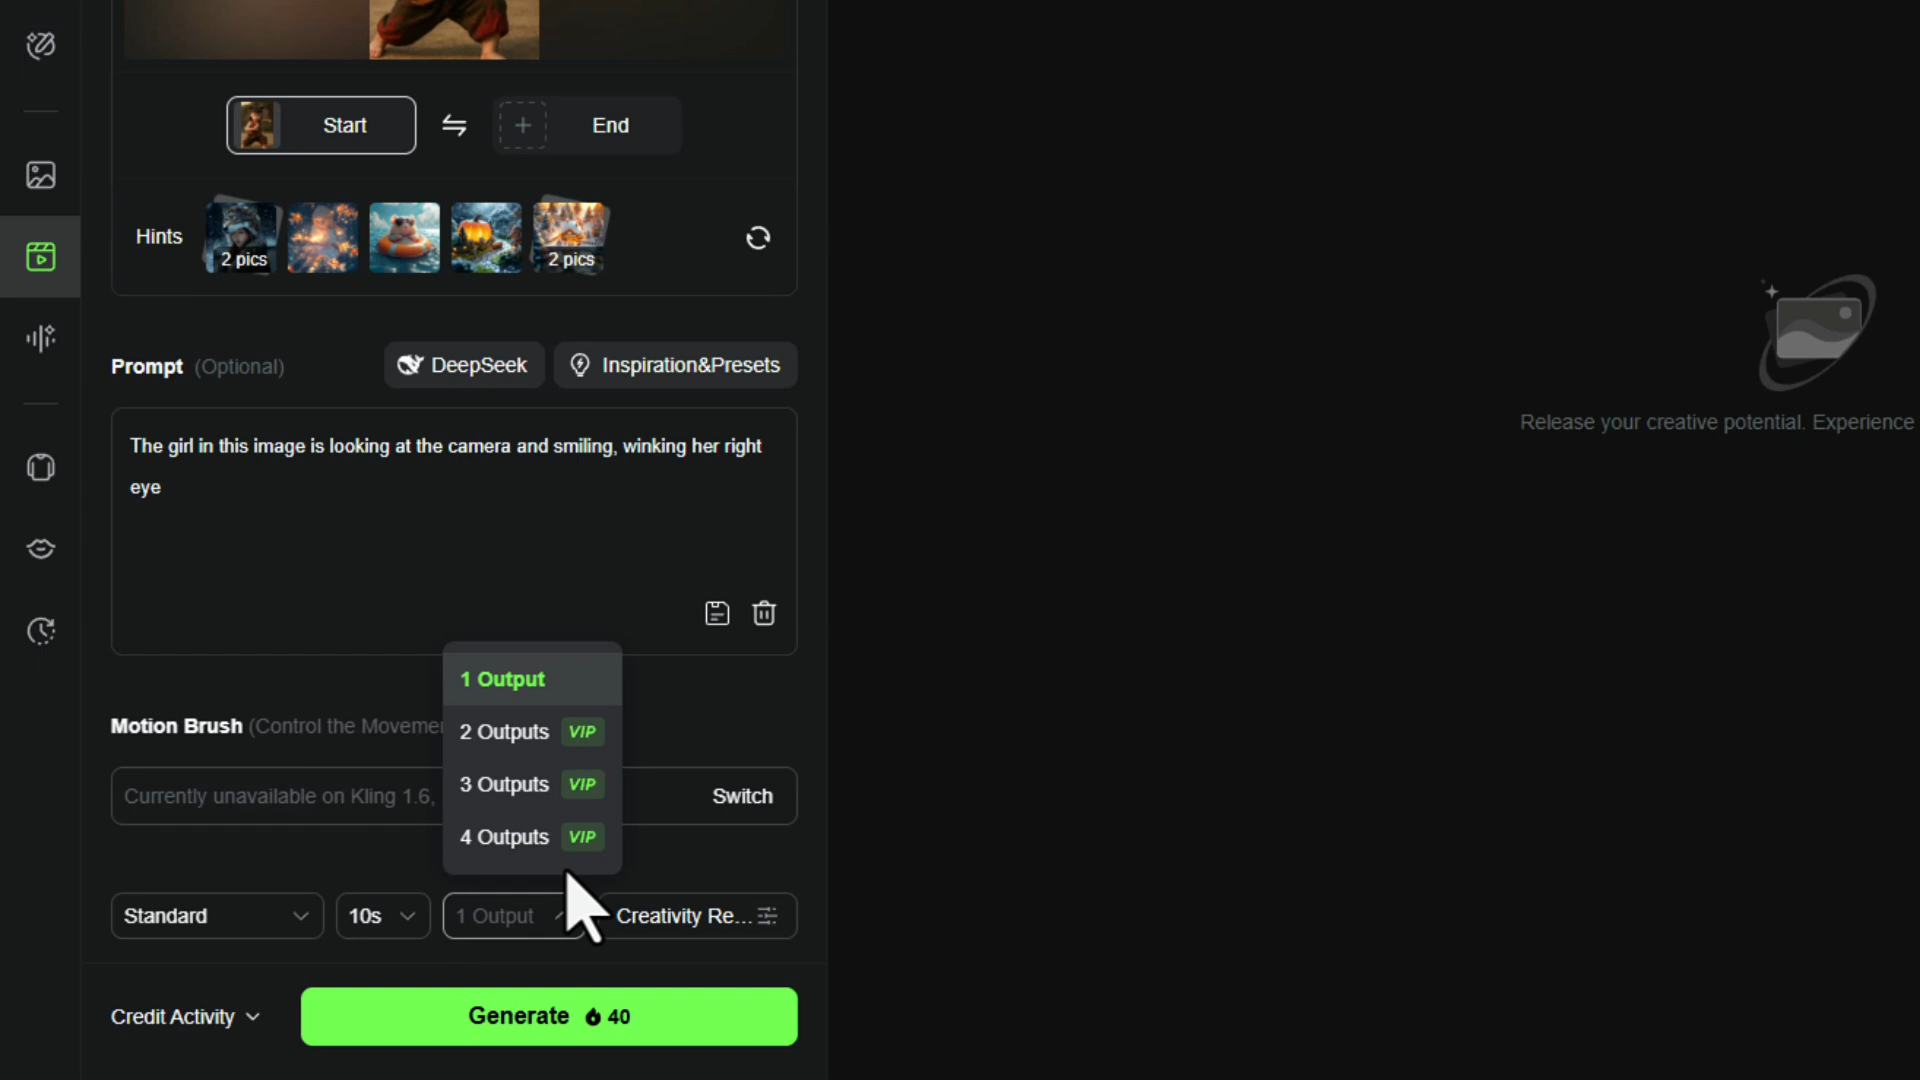 Start
End
Hints
2 pics
2 pics
Prompt (Optional)
DeepSeek
Inspiration&Presets
The girl in this image is looking at the camera and smiling, winking her right
eye
1 Output
2 Outputs VIP
3 Outputs VIP
4 Outputs VIP
Motion Brush (Control the
Currently unavailable on Kling 1.6,
Switch
Standard
10s
1 Output
Creativity Re...
Credit Activity
Generate 40
Release your creative potential. Experience